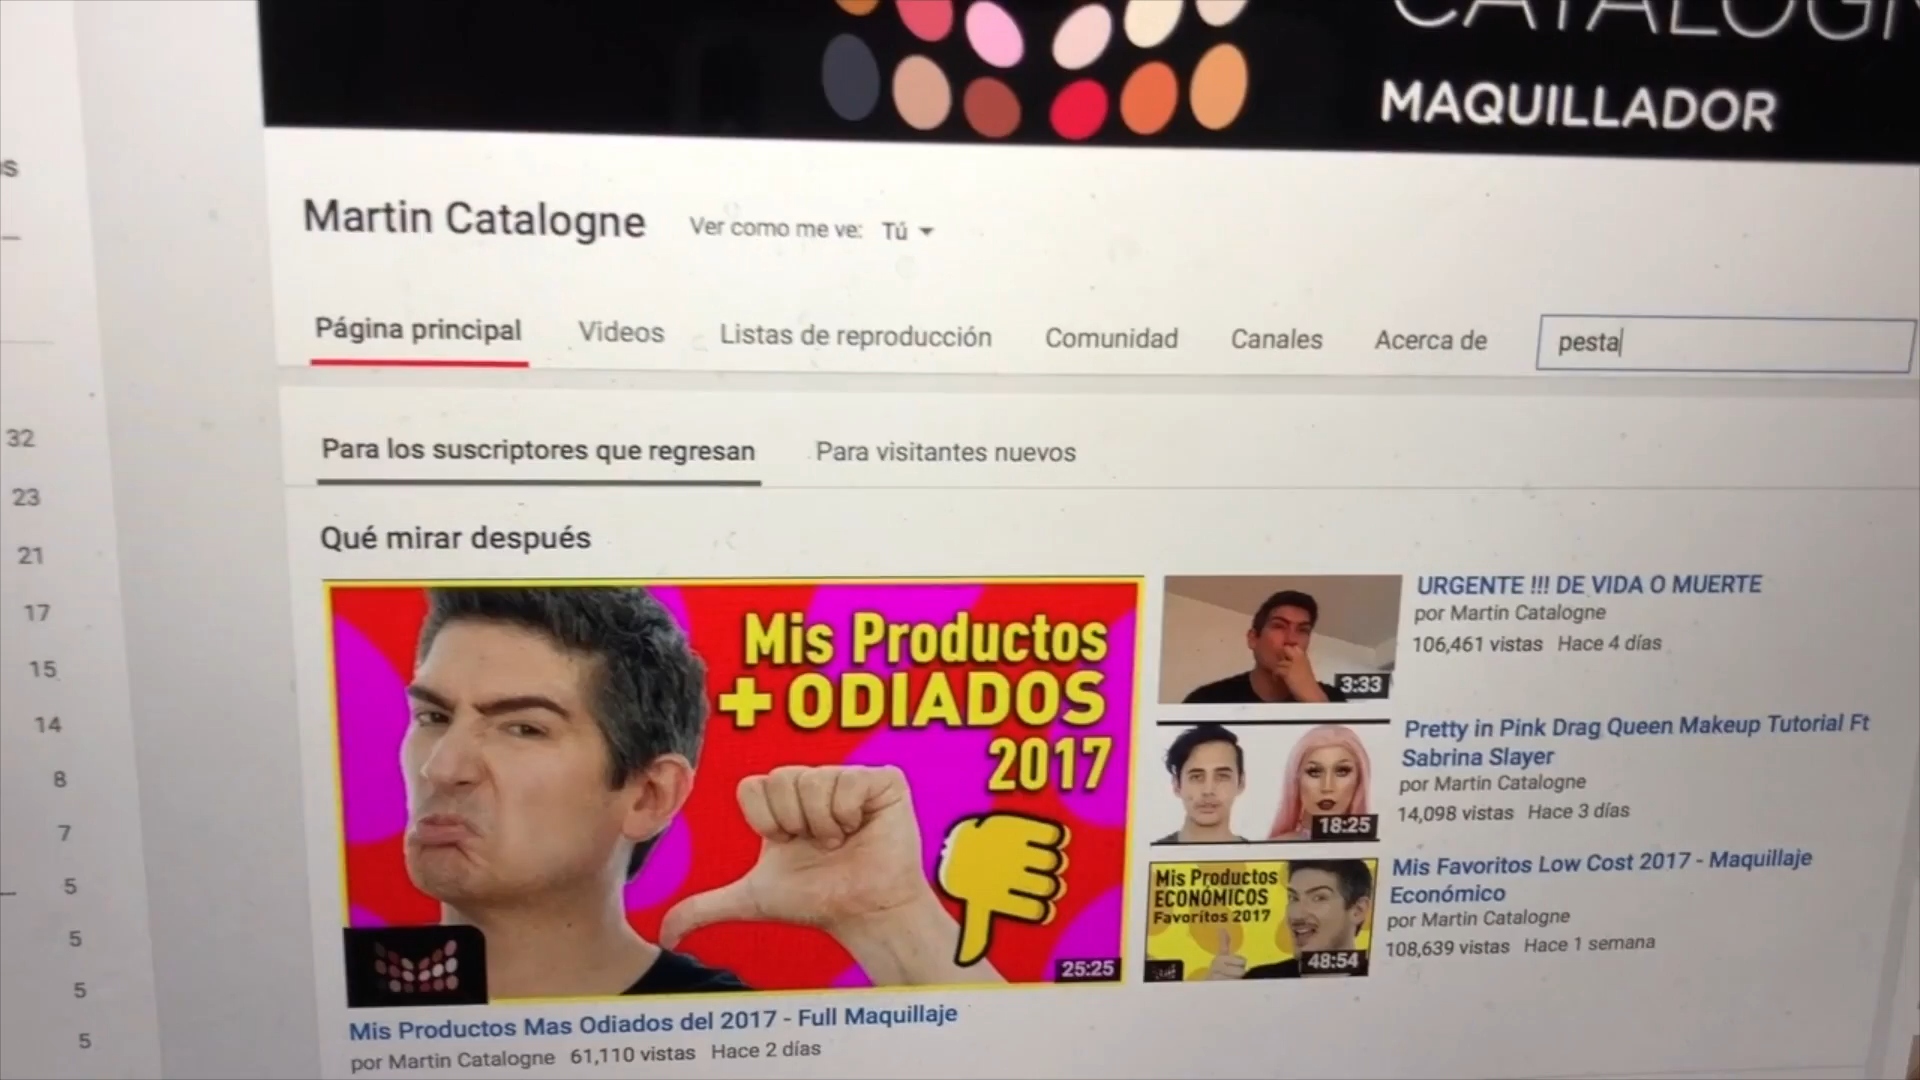 MAQUILLADOR
Martin Catalogne
Ver como me ve: Tú
Página principal
Videos
Listas de reproducción
Comunidad
Canales
Acerca de
pesta
Para los suscriptores que regresan
Para visitantes nuevos
Qué mirar después
Mis Productos
+ ODIADOS
2017
25:25
Mis Productos Mas Odiados del 2017 - Full Maquillaje
por Martin Catalogne 61,110 vistas Hace 2 días
3:33
URGENTE !!! DE VIDA O MUERTE
por Martin Catalogne
106,461 vistas Hace 4 días
18:25
Pretty in Pink Drag Queen Makeup Tutorial Ft
Sabrina Slayer
por Martin Catalogne
14,098 vistas Hace 3 días
Mis Productos
ECONÓMICOS
Favoritos 2017
48:54
Mis Favoritos Low Cost 2017 - Maquillaje
Económico
por Martin Catalogne
108,639 vistas Hace 1 semana
32
23
21
17
15
14
8
7
5
5
5
5